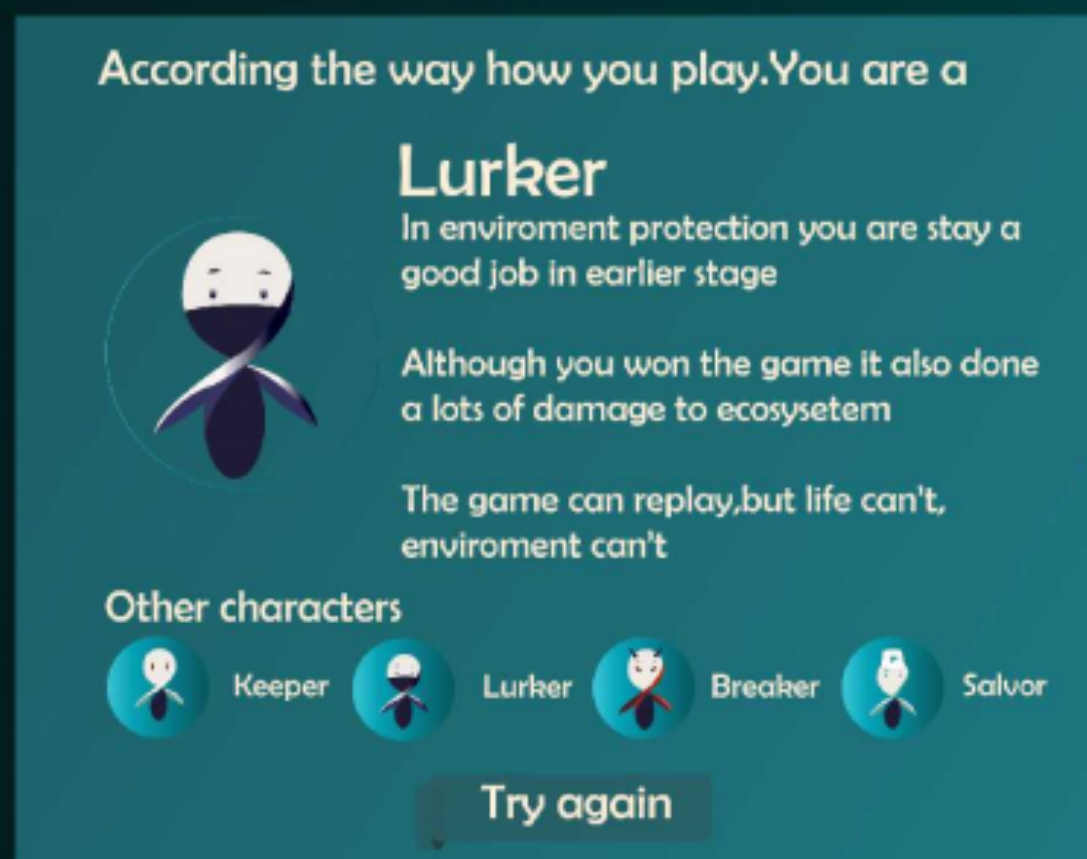 According the way how you play.You are a
Lurker
In enviroment protection you are stay a
good job in earlier stage
Although you won the game it also done
a lots of damage to ecosysetem
The game can replay,but life can't,
enviroment can't
Other characters
Keeper Lurker Breaker Salvor
Try again